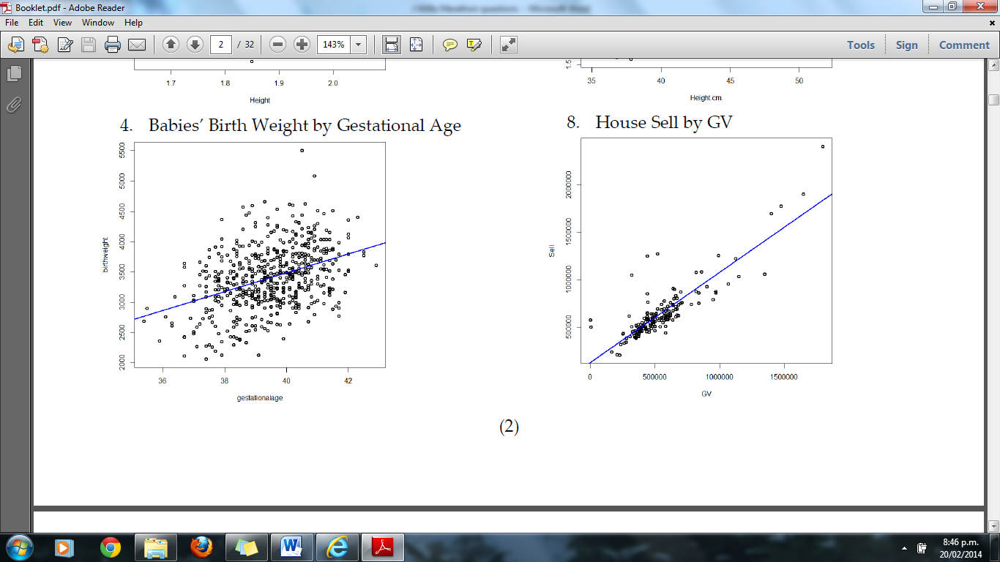 Booklet.pdf - Adobe Reader
File Edit View Window Help
2 / 32 143% Tools Sign Comment
1.7 1.8 1.9 2.0
Height
1.5
35 40 45 50
Height.cm.
4. Babies’ Birth Weight by Gestational Age
5500
5000
4500
4000
3500
3000
2500
2000
birthweight
36 38 40 42
gestationalage
8. House Sell by GV
2000000
1500000
1000000
500000
Sell
0 500000 1000000 1500000
GV
(2)
8:46 p.m.
20/02/2014